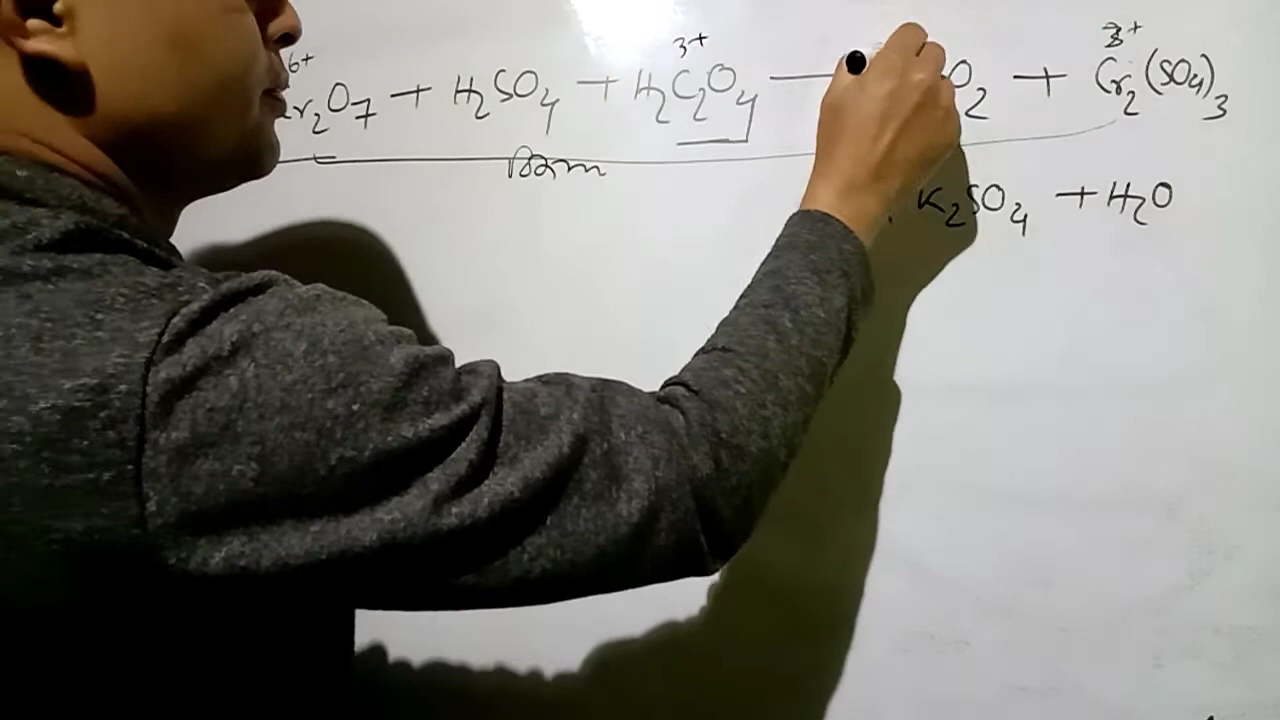 6+ 3+ 3+
r₂O₇ + H₂SO₄ + H₂C₂O₄ — O₂ + Cr₂(SO₄)₃
K₂SO₄ + H₂O